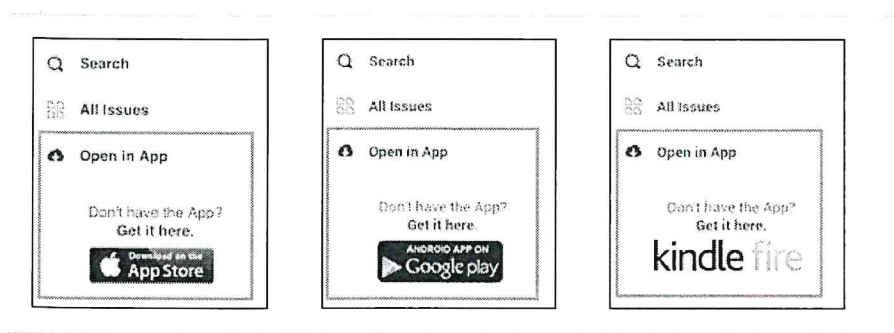 Search
All Issues
Open in App
Don't have the App?
Get it here.
Download on the
App Store
Search
All Issues
Open in App
Don't have the App?
Get it here.
ANDROID APP ON
Google play
Search
All Issues
Open in App
Don't have the App?
Get it here.
kindle fire